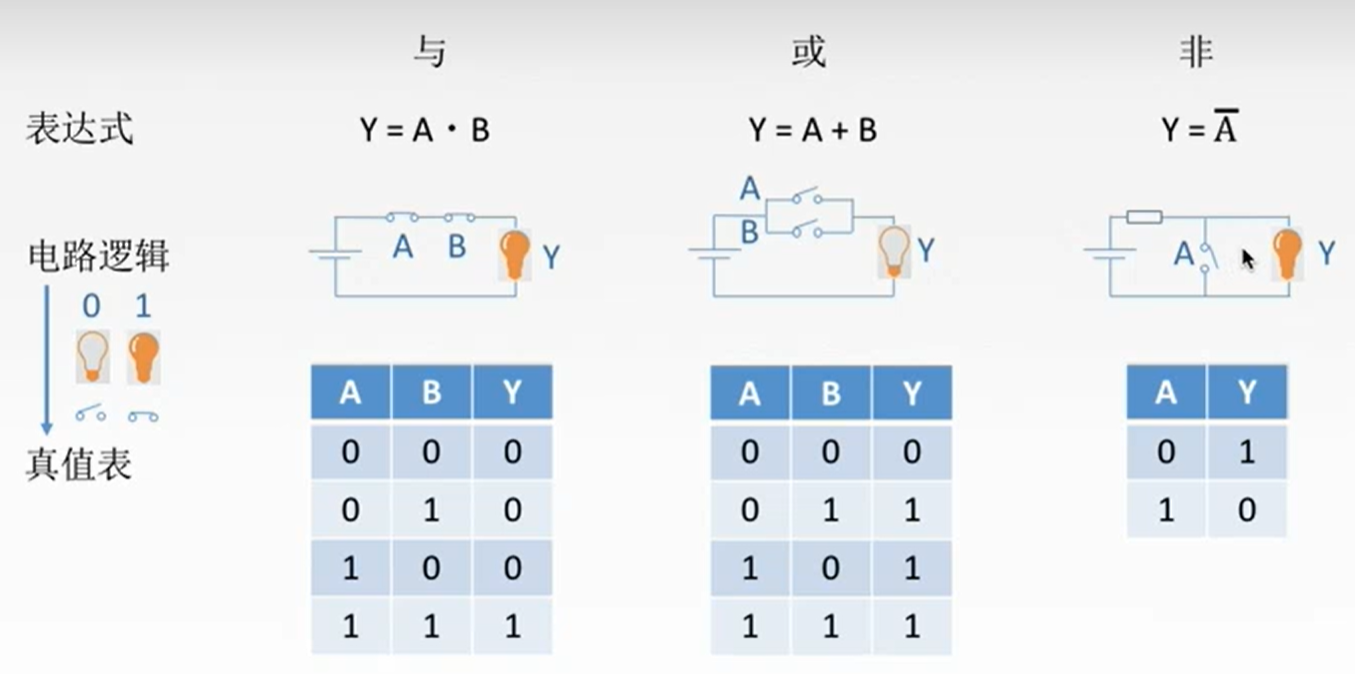 与 或 非
表达式 Y = A · B Y = A + B Y = A̅
A
B
A B Y Y A Y
电路逻辑
0 1
真值表
A B Y A B Y A Y
0 0 0 0 0 0 0 1
0 1 0 0 1 1 1 0
1 0 0 1 0 1
1 1 1 1 1 1